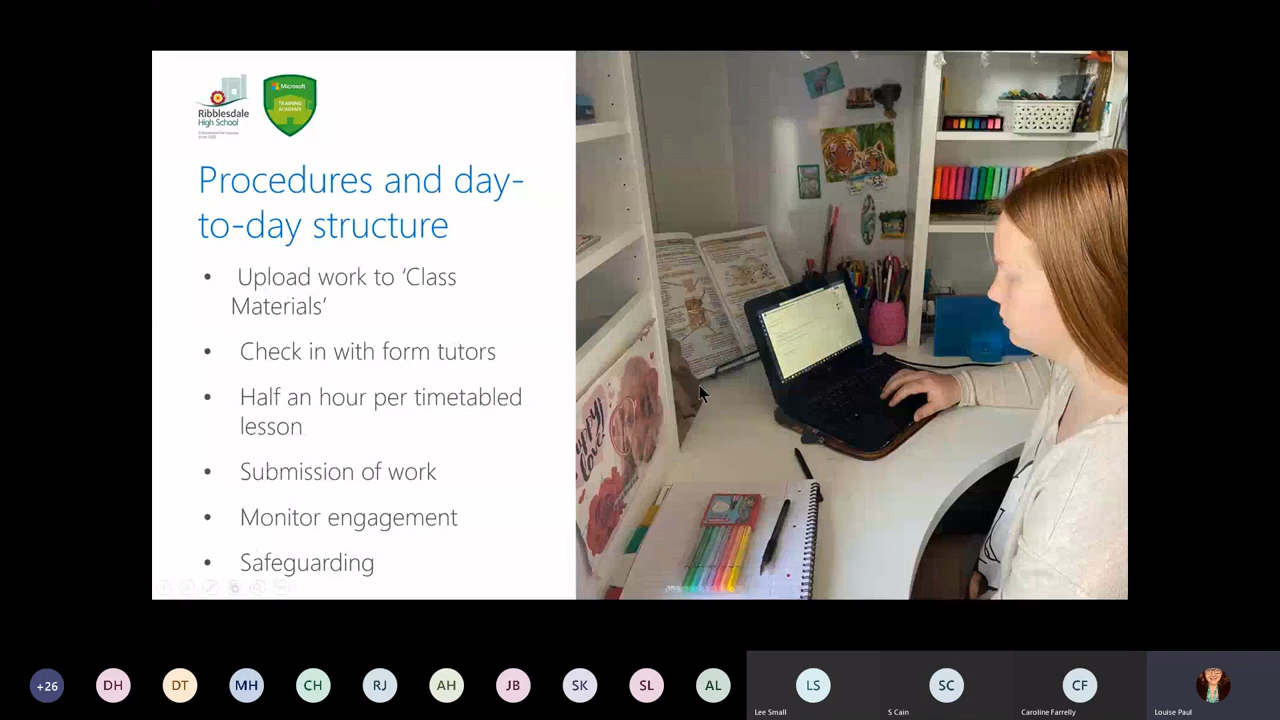 Ribblesdale
High School
Microsoft
TRAINING
ACADEMY
Procedures and day-
to-day structure
• Upload work to ‘Class
Materials’
• Check in with form tutors
• Half an hour per timetabled
lesson
• Submission of work
• Monitor engagement
• Safeguarding
+26
DH
DT
MH
CH
RJ
AH
JB
SK
SL
AL
LS
SC
CF
Lee Small
S Cain
Caroline Farrelly
Louise Paul